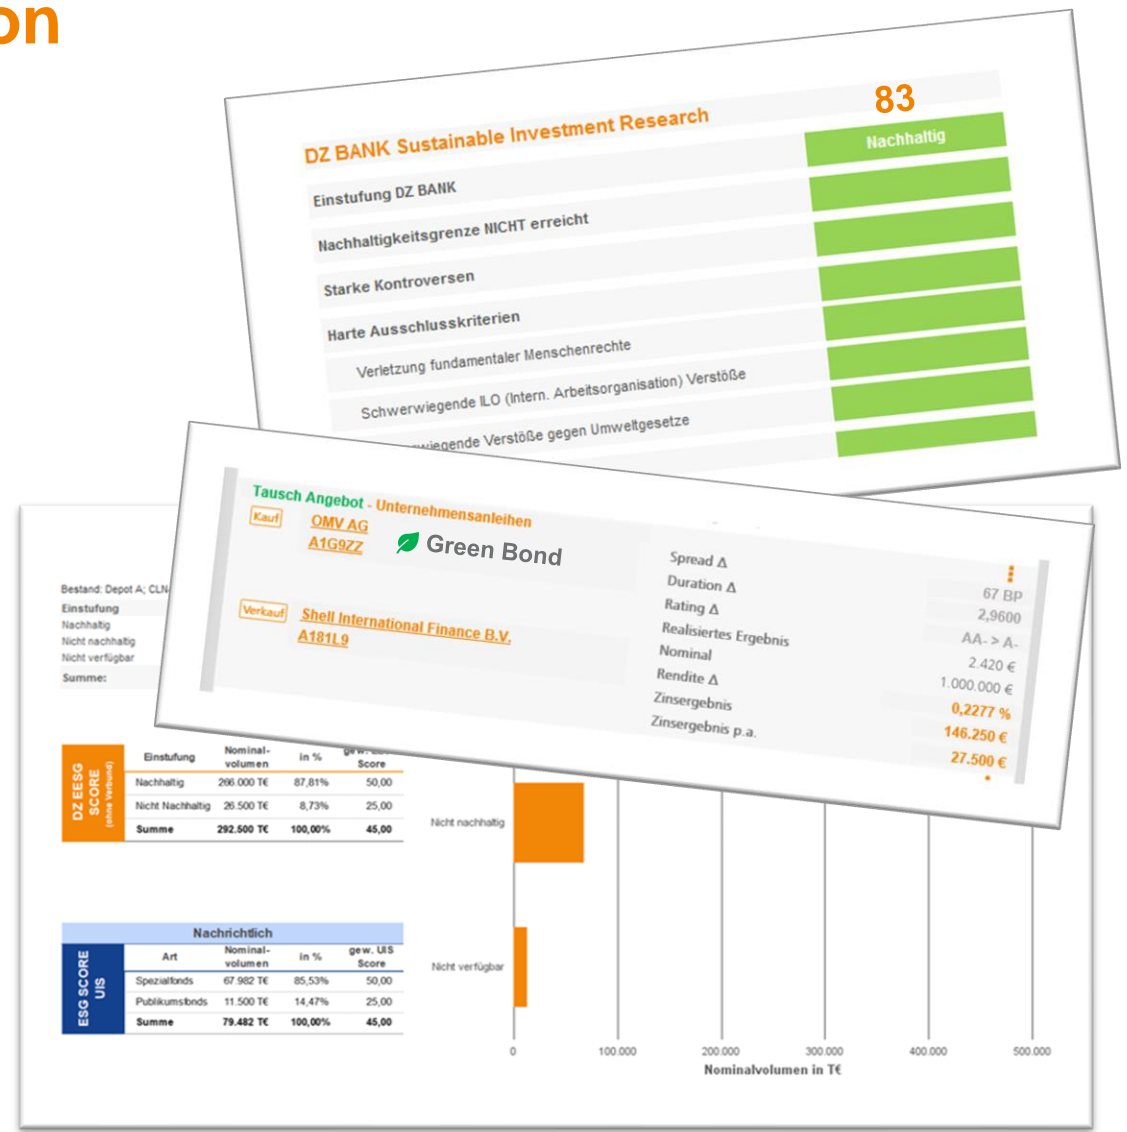 on
83
DZ BANK Sustainable Investment Research
Nachhaltig
Einstufung DZ BANK
Nachhaltigkeitsgrenze NICHT erreicht
Starke Kontroversen
Harte Ausschlusskriterien
Verletzung fundamentaler Menschenrechte
Schwerwiegende ILO (Intern. Arbeitsorganisation) Verstöße
Verstöße gegen Umweltgesetze
Tausch Angebot - Unternehmensanleihen
Kauf OMV AG
A1G9ZZ
Green Bond
Verkauf Shell International Finance B.V.
A181L9
Spread Δ 67 BP
Duration Δ 2,9600
Rating Δ AA- > A-
Realisiertes Ergebnis 2.420 €
Nominal 1.000.000 €
Rendite Δ 0,2277 %
Zinsergebnis 146.250 €
Zinsergebnis p.a. 27.500 €
Bestand: Depot A;
Einstufung
Nachhaltig
Nicht nachhaltig
Nicht verfügbar
Summe:
DZ EESG
SCORE
(ohne Verbund)
Einstufung Nominal-volumen in % Score
Nachhaltig 266.000 T€ 87,81% 50,00
Nicht Nachhaltig 26.500 T€ 8,73% 25,00
Summe 292.500 T€ 100,00% 45,00
Nachrichtlich
ESG SCORE
UIS
Art Nominal-volumen in % gew. UIS Score
Spezialfonds 67.982 T€ 85,53% 50,00
Publikumsfonds 11.500 T€ 14,47% 25,00
Summe 79.482 T€ 100,00% 45,00
Nicht nachhaltig
Nicht verfügbar
0 100.000 200.000 300.000 400.000 500.000
Nominalvolumen in T€